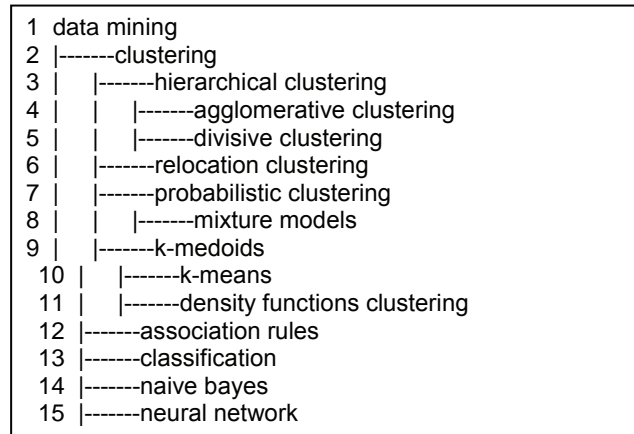 1 data mining
2 |-------clustering
3 | |-------hierarchical clustering
4 | | |-------agglomerative clustering
5 | | |-------divisive clustering
6 | |-------relocation clustering
7 | |-------probabilistic clustering
8 | | |-------mixture models
9 | |-------k-medoids
10 | |-------k-means
11 | |-------density functions clustering
12 |-------association rules
13 |-------classification
14 |-------naive bayes
15 |-------neural network